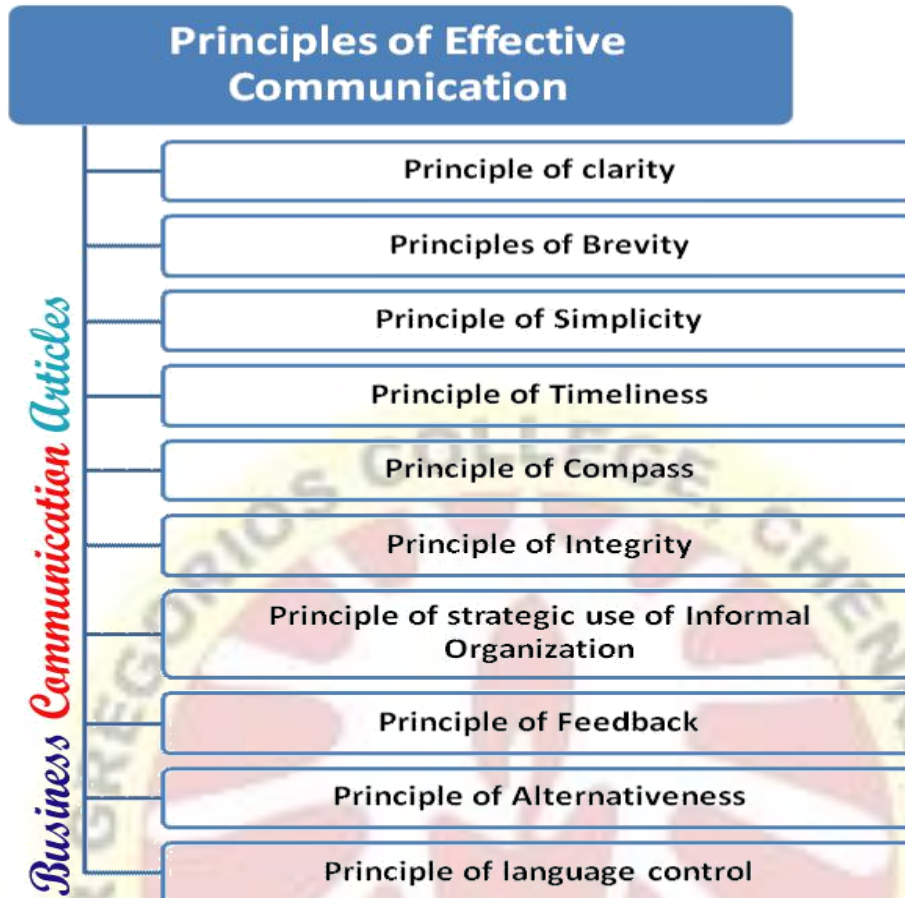 Principles of Effective
Communication
Principle of clarity
Principles of Brevity
Principle of Simplicity
Principle of Timeliness
Principle of Compass
Principle of Integrity
Principle of strategic use of Informal
Organization
Principle of Feedback
Principle of Alternativeness
Principle of language control
Business Communication Articles
GREGORIOS COLLEGE,